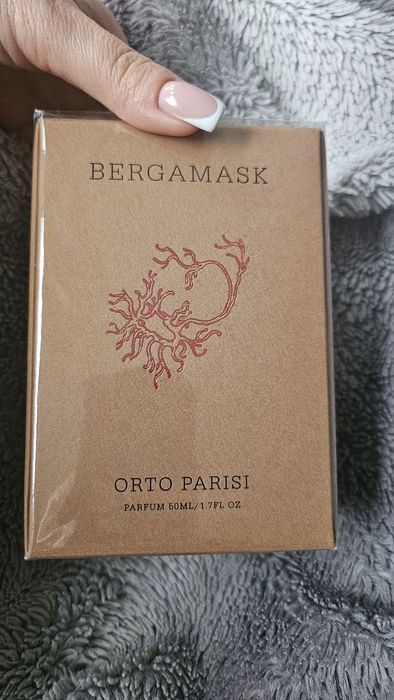 BERGAMASK
ORTO PARISI
PARFUM 50ML/1.7FL OZ